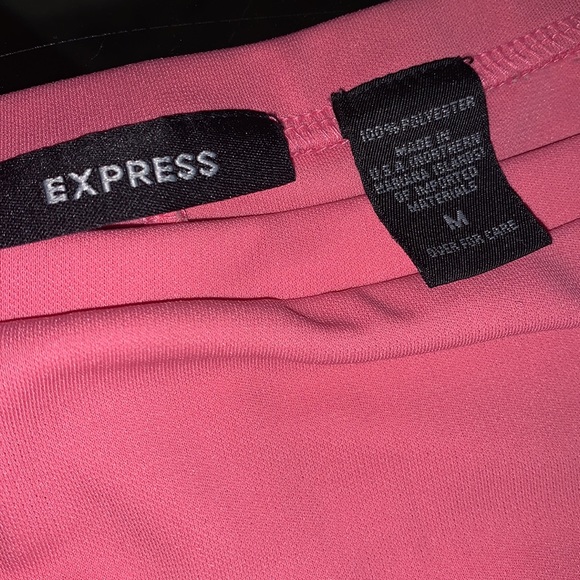 EXPRESS
100% POLYESTER
MADE IN
U.S.A. (NORTHERN
MARIANA ISLANDS)
OF IMPORTED
MATERIALS
M
OVER FOR CARE